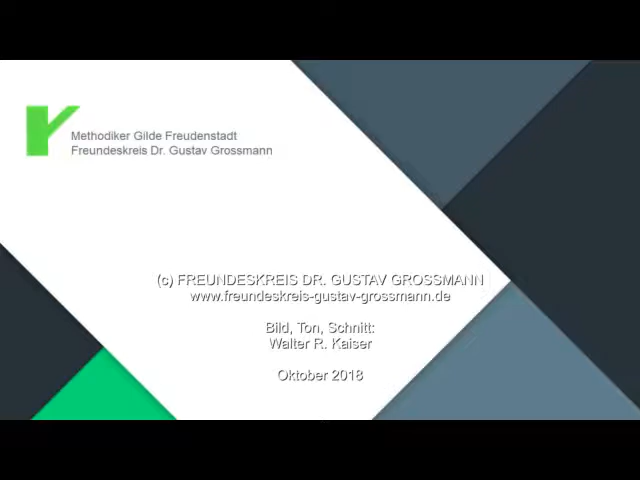 Methodiker Gilde Freudenstadt
Freundeskreis Dr. Gustav Grossmann
(c) FREUNDESKREIS DR. GUSTAV GROSSMANN
www.freundeskreis-gustav-grossmann.de
Bild, Ton, Schnitt:
Walter R. Kaiser
Oktober 2018